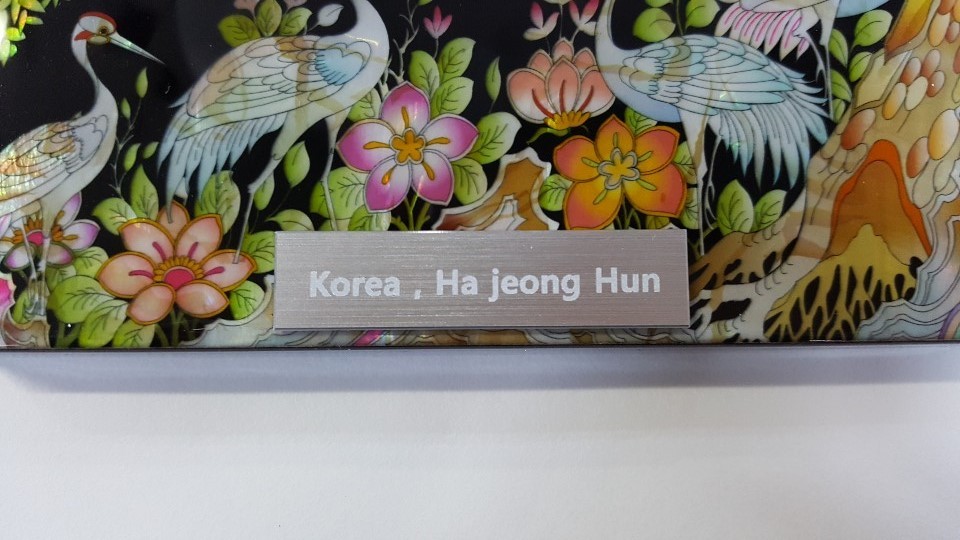 Korea , Ha jeong Hun